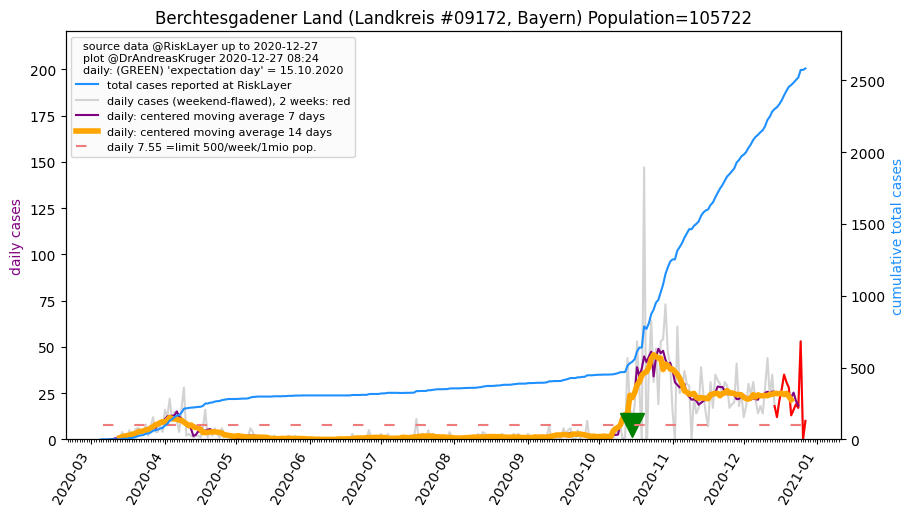 Berchtesgadener Land (Landkreis #09172, Bayern) Population=105722
source data @RiskLayer up to 2020-12-27
plot @DrAndreasKruger 2020-12-27 08:24
daily: (GREEN) 'expectation day' = 15.10.2020
total cases reported at RiskLayer
daily cases (weekend-flawed), 2 weeks: red
daily: centered moving average 7 days
daily: centered moving average 14 days
daily 7.55 =limit 500/week/1mio pop.
daily cases
200
175
150
125
100
75
50
25
0
cumulative total cases
2500
2000
1500
1000
500
0
2020-03
2020-04
2020-05
2020-06
2020-07
2020-08
2020-09
2020-10
2020-11
2020-12
2021-01